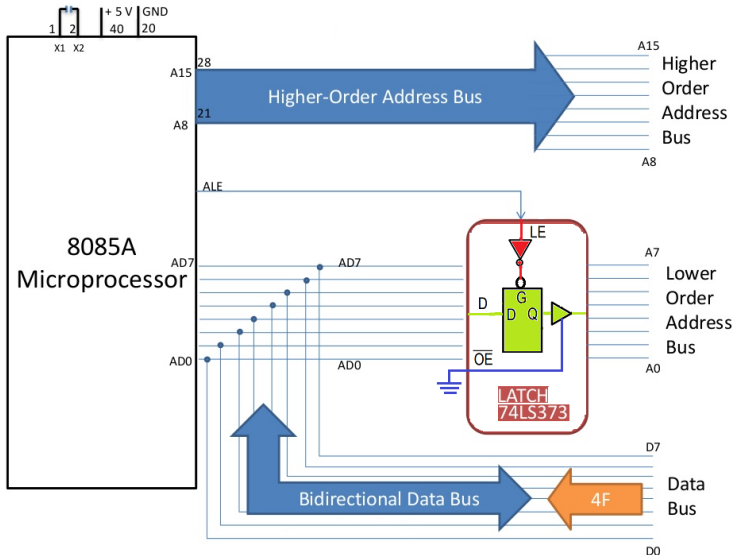 + 5 V
GND
1
2
40
20
X1
X2
A15
28
Higher-Order Address Bus
21
A8
A15
Higher
Order
Address
Bus
A8
ALE
8085A
Microprocessor
LE
AD7
AD7
A7
Lower
Order
Address
Bus
A0
D
G
D
Q
OE
AD0
AD0
LATCH
74LS373
D7
Data
Bus
D0
Bidirectional Data Bus
4F